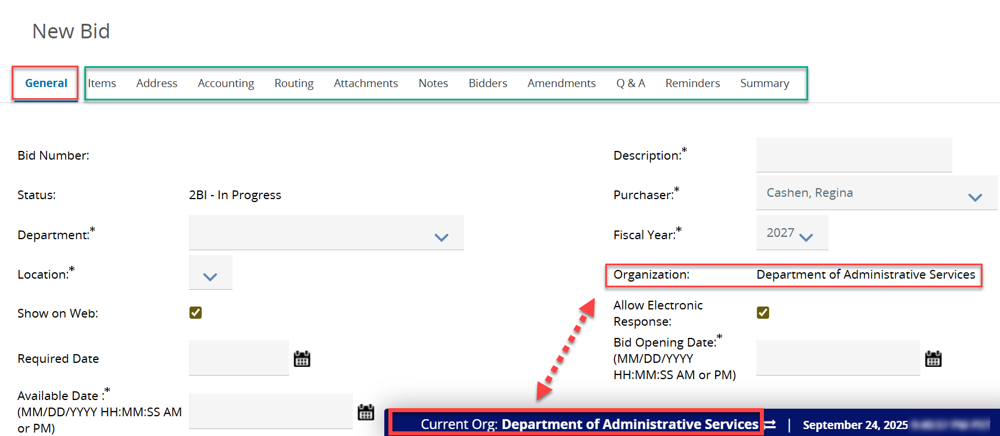 New Bid
General Items Address Accounting Routing Attachments Notes Bidders Amendments Q & A Reminders Summary
Bid Number:
Description:*
Status: 2BI - In Progress
Purchaser:* Cashen, Regina
Department:*
Fiscal Year:* 2027
Location:*
Organization: Department of Administrative Services
Show on Web:
Allow Electronic
Response:
Required Date
Bid Opening Date:*
(MM/DD/YYYY
HH:MM:SS AM or PM)
Available Date :*
(MM/DD/YYYY HH:MM:SS AM
or PM)
Current Org: Department of Administrative Services | September 24, 2025